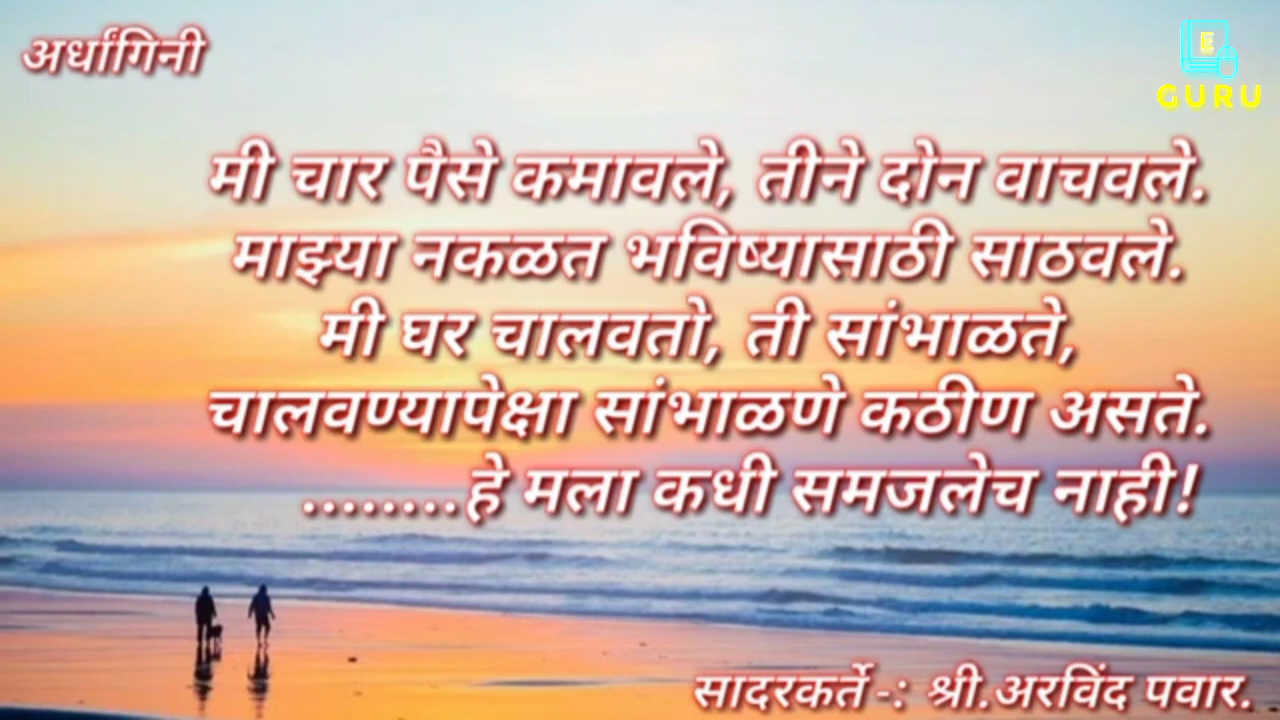 अर्धांगिनी
E
GURU
मी चार पैसे कमावले, तीने दोन वाचवले.
माझ्या नकळत भविष्यासाठी साठवले.
मी घर चालवतो, ती सांभाळते,
चालवण्यापेक्षा सांभाळणे कठीण असते.
........हे मला कधी समजलेच नाही!
सादरकर्ते -: श्री.अरविंद पवार.